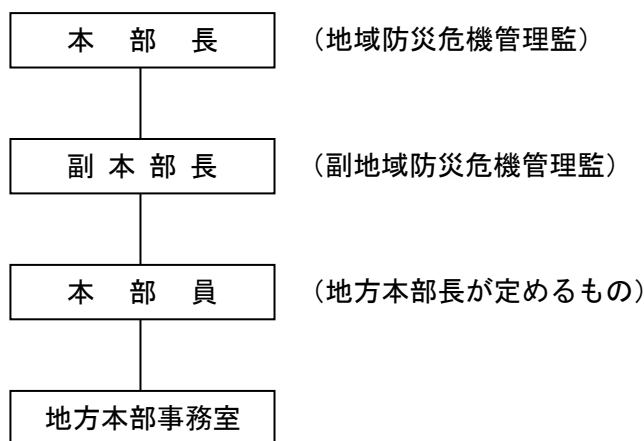 本部長 （地域防災危機管理監）
副本部長 （副地域防災危機管理監）
本部員 （地方本部長が定めるもの）
地方本部事務室